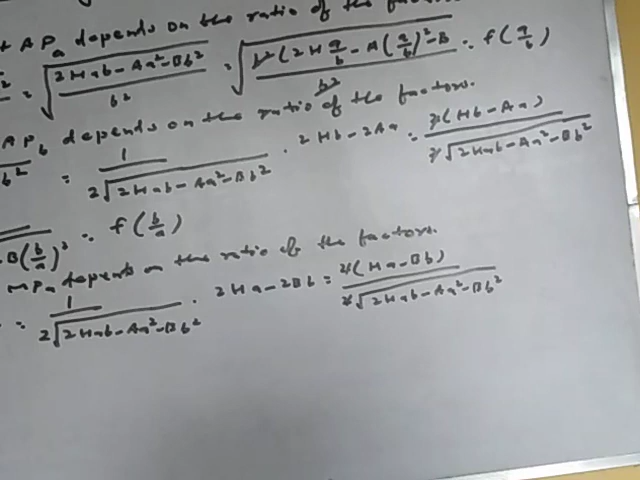 AP_a depends on the ratio of the
= √(2Hab - Aa² - Bb²) / b² = √(b²(2H a/b - A(a/b)² - B) / b² ∴ f(a/b)
AP_b depends on the ratio of the factors.
b² = 1 / 2√(2Hab - Aa² - Bb²) · 2Hb - 2Aa = 2(Hb - Aa) / 2√(2Hab - Aa² - Bb²)
B(b/a)² ∴ f(b/a)
MP_a depends on the ratio of the factors.
= 1 / 2√(2Hab - Aa² - Bb²) · 2Ha - 2Bb = 2(Ha - Bb) / 2√(2Hab - Aa² - Bb²)